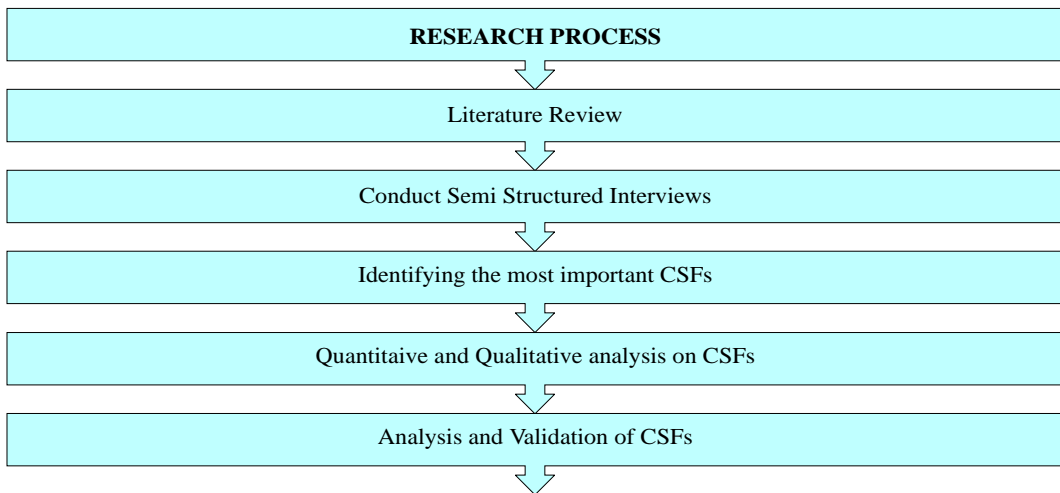 RESEARCH PROCESS
Literature Review
Conduct Semi Structured Interviews
Identifying the most important CSFs
Quantitaive and Qualitative analysis on CSFs
Analysis and Validation of CSFs